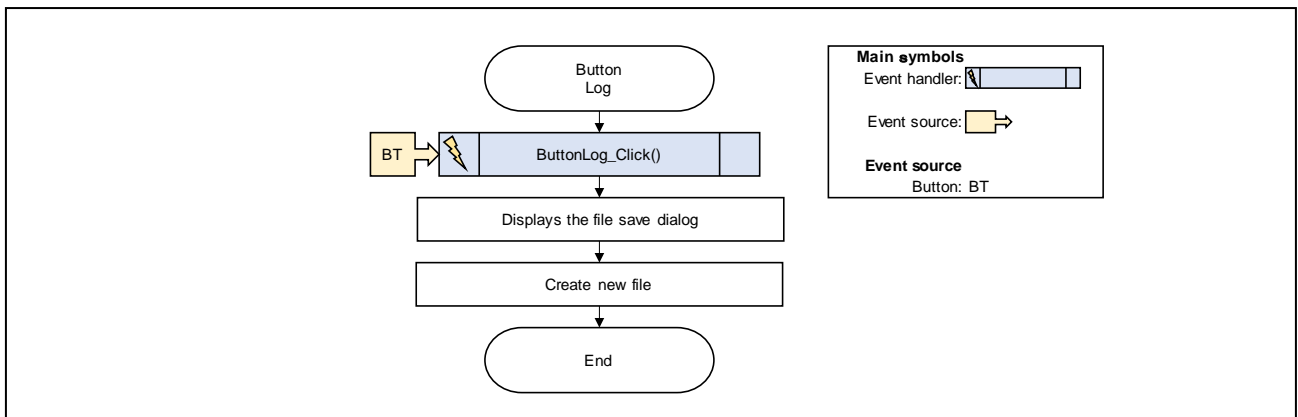 Button
Log
BT
ButtonLog_Click()
Displays the file save dialog
Create new file
End
Main symbols
Event handler:
Event source:
Event source
Button: BT